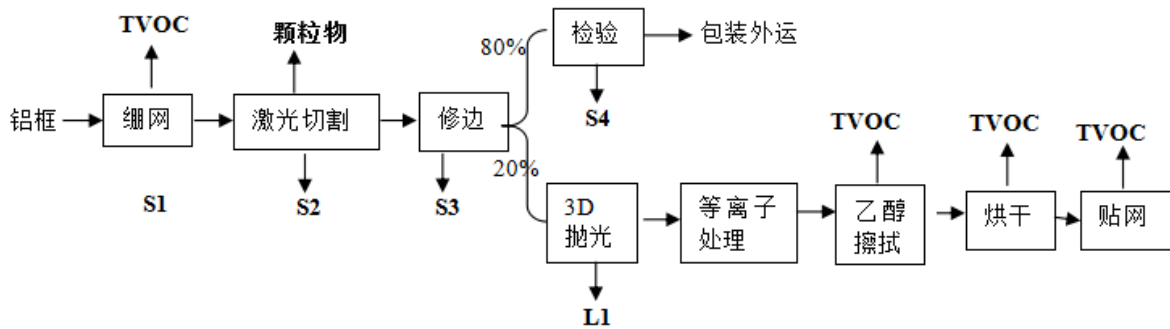 TVOC
颗粒物
80%
检验
包装外运
铝框
绷网
激光切割
修边
S4
TVOC
TVOC
TVOC
20%
S1
S2
S3
3D
抛光
等离子
处理
乙醇
擦拭
烘干
贴网
L1